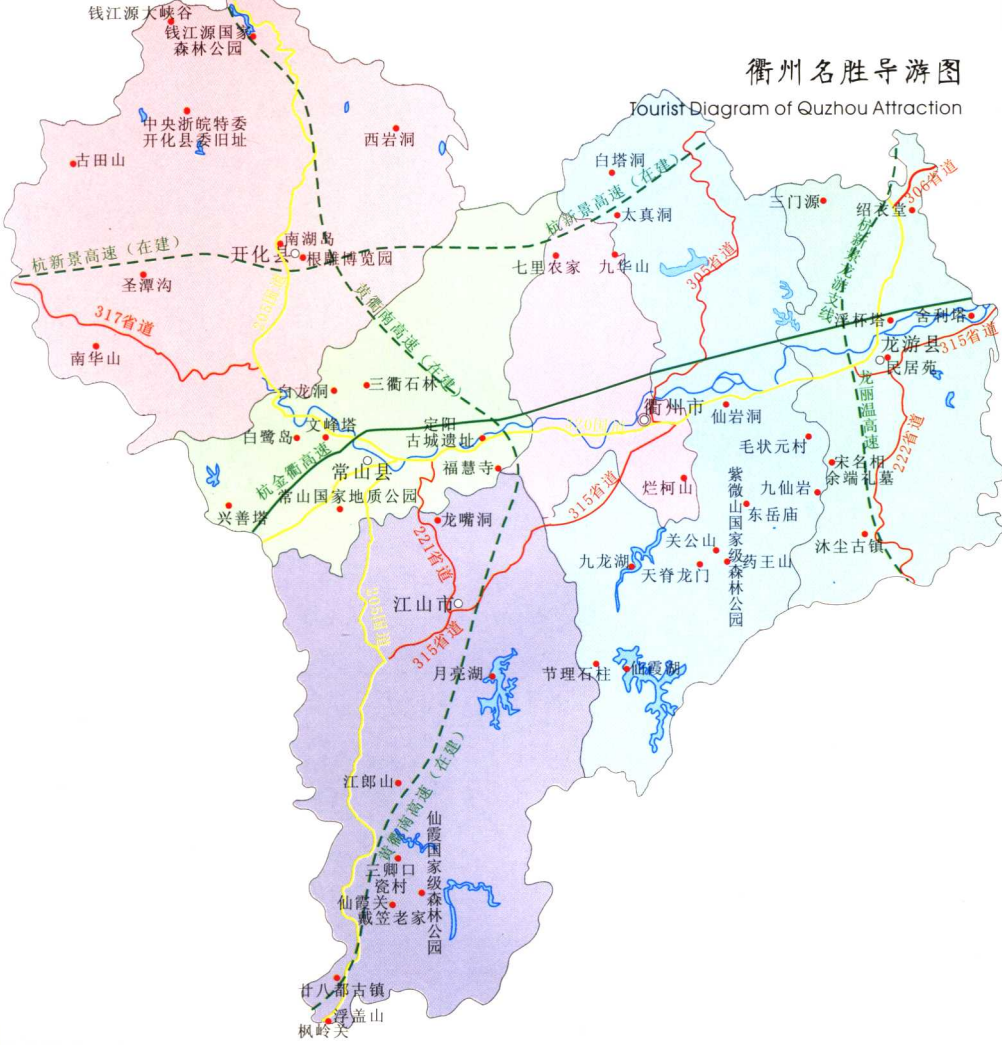 衢州名胜导游图
Tourist Diagram of Quzhou Attraction
钱江源大峡谷
钱江源国家
森林公园
中央浙皖特委
开化县委旧址
西岩洞
古田山
白塔洞
杭新景高速（在建）
太真洞
三门源
绍衣堂
306省道
南湖岛
开化县
根雕博览园
杭新景高速（在建）
七里农家
九华山
305省道
圣潭沟
黄衢南高速（在建）
317省道
南华山
浮杯塔
舍利塔
315省道
龙游县
民居苑
白龙洞
三衢石林
龙丽温高速
222省道
文峰塔
白鹭岛
定阳
古城遗址
衢州市
仙岩洞
毛状元村
杭金衢高速
常山县
福慧寺
常山国家地质公园
兴善塔
315省道
烂柯山
紫微山国家级森林公园
宋名相
余端礼墓
九仙岩
东岳庙
沐尘古镇
龙嘴洞
221省道
关公山
九龙湖
天脊龙门
药王山
江山市
205国道
315省道
月亮湖
节理石柱
仙霞湖
江郎山
黄衢南高速（在建）
仙霞国家级森林公园
三卿口
瓷村
仙霞关
戴笠老家
廿八都古镇
浮盖山
枫岭关